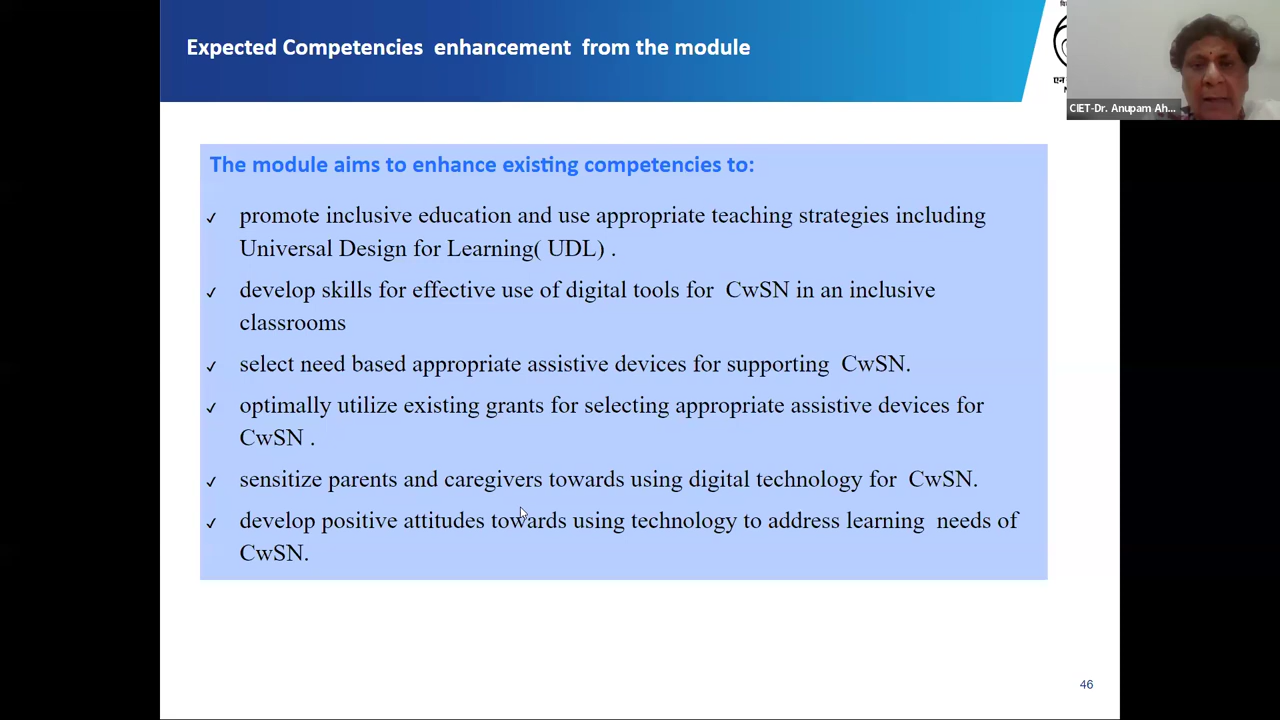 Expected Competencies enhancement from the module
CIET-Dr. Anupam Ah...
The module aims to enhance existing competencies to:
✓ promote inclusive education and use appropriate teaching strategies including
Universal Design for Learning( UDL) .
✓ develop skills for effective use of digital tools for CwSN in an inclusive
classrooms
✓ select need based appropriate assistive devices for supporting CwSN.
✓ optimally utilize existing grants for selecting appropriate assistive devices for
CwSN .
✓ sensitize parents and caregivers towards using digital technology for CwSN.
✓ develop positive attitudes towards using technology to address learning needs of
CwSN.
46